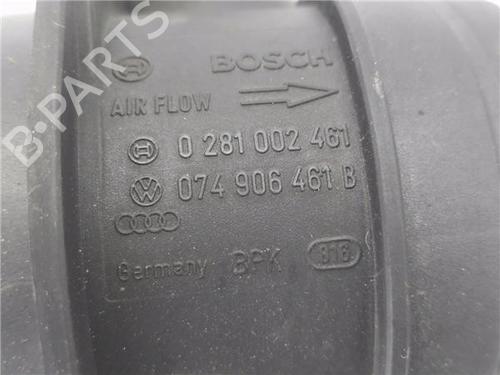 BOSCH
AIR FLOW
0 281 002 461
074 906 461 B
Germany BPK 816
B-PARTS